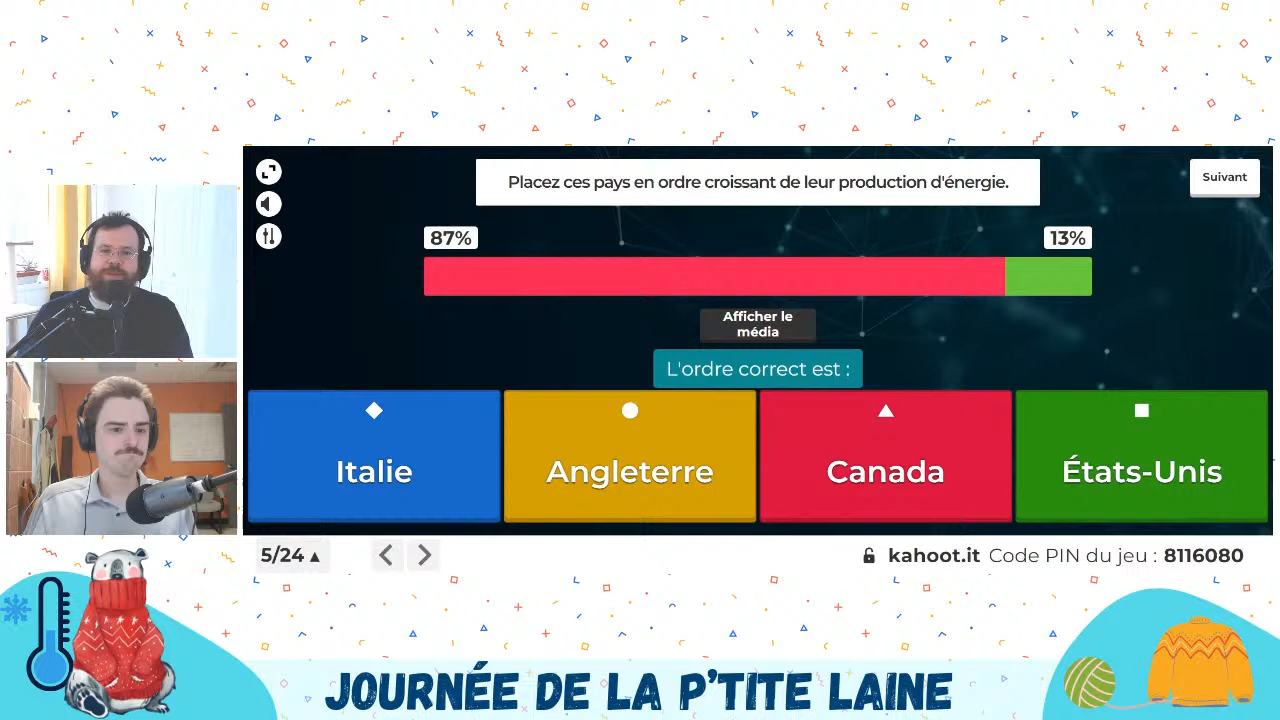 Placez ces pays en ordre croissant de leur production d'énergie.
Suivant
87%
13%
Afficher le
média
L'ordre correct est :
Italie
Angleterre
Canada
États-Unis
5/24
kahoot.it Code PIN du jeu : 8116080
JOURNÉE DE LA P'TITE LAINE